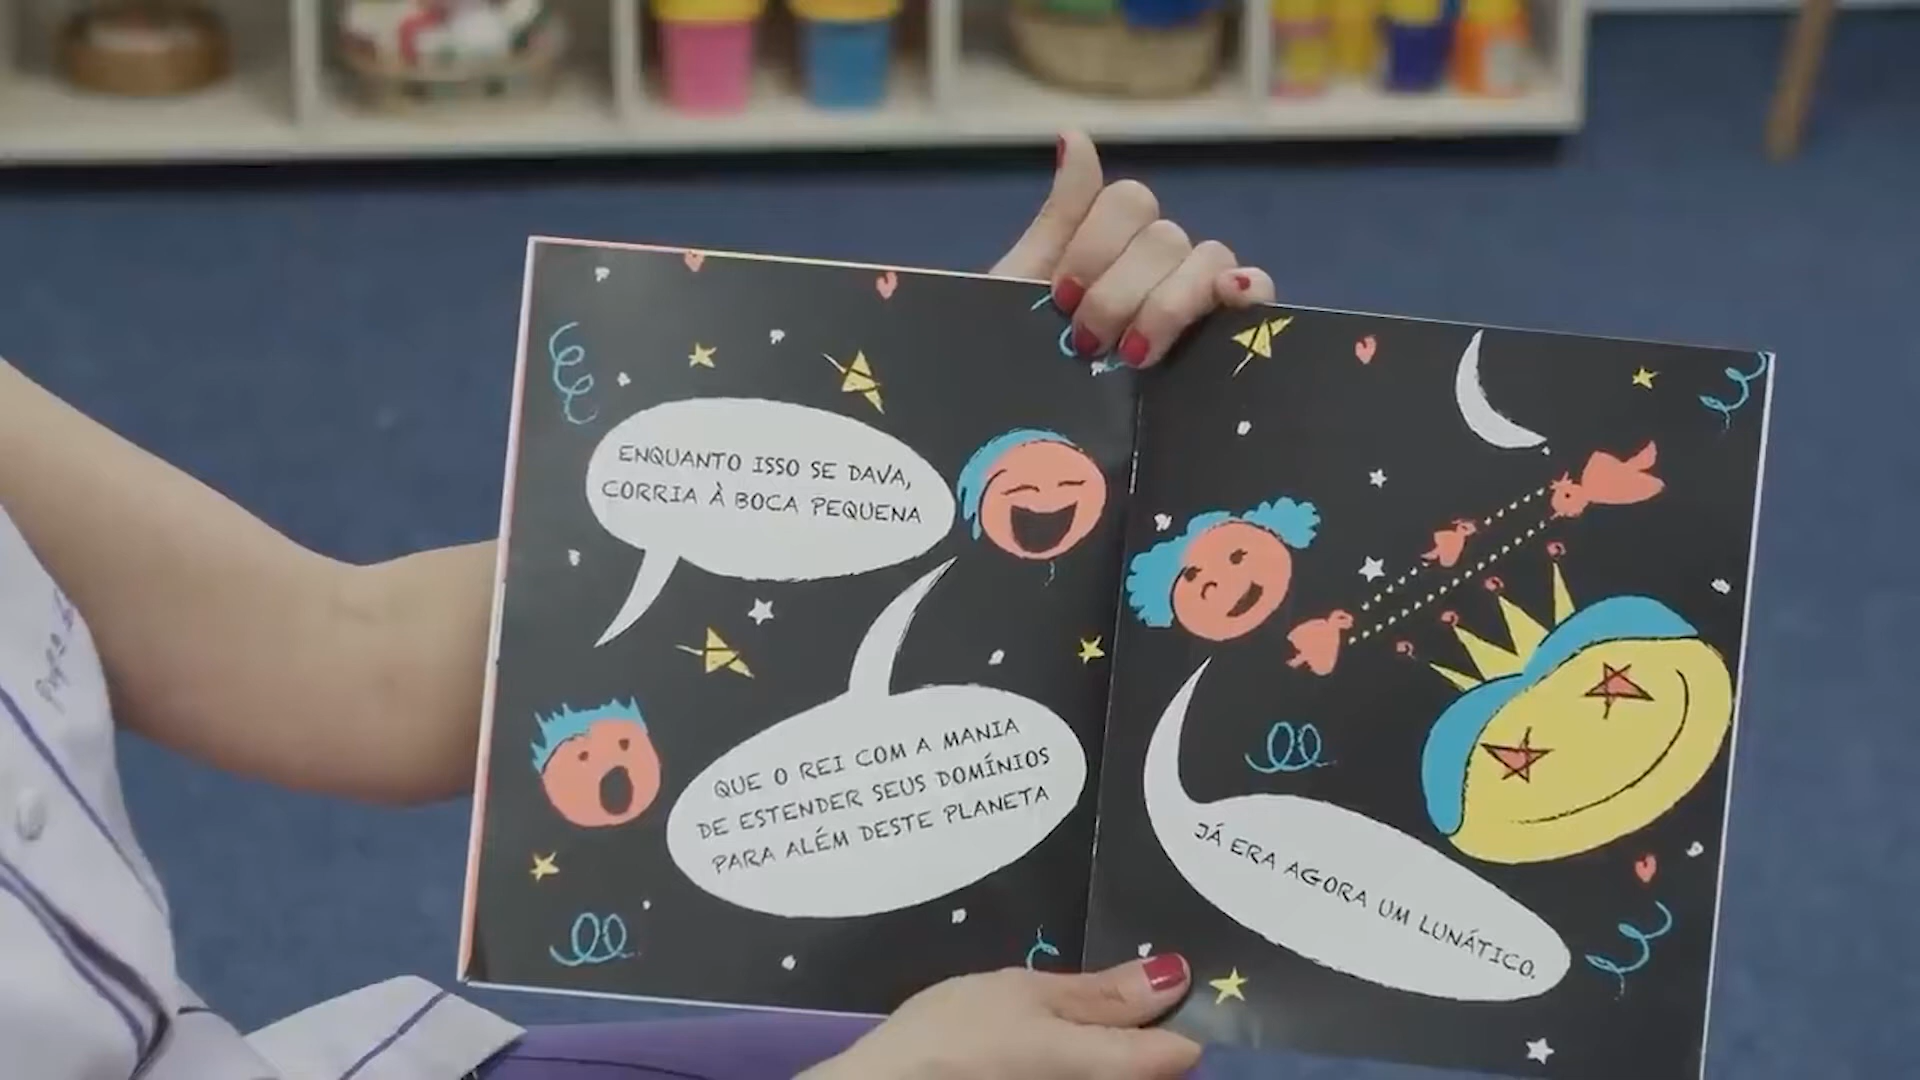 ENQUANTO ISSO SE DAVA,
CORRIA À BOCA PEQUENA
QUE O REI COM A MANIA
DE ESTENDER SEUS DOMÍNIOS
PARA ALÉM DESTE PLANETA
JÁ ERA AGORA UM LUNÁTICO.